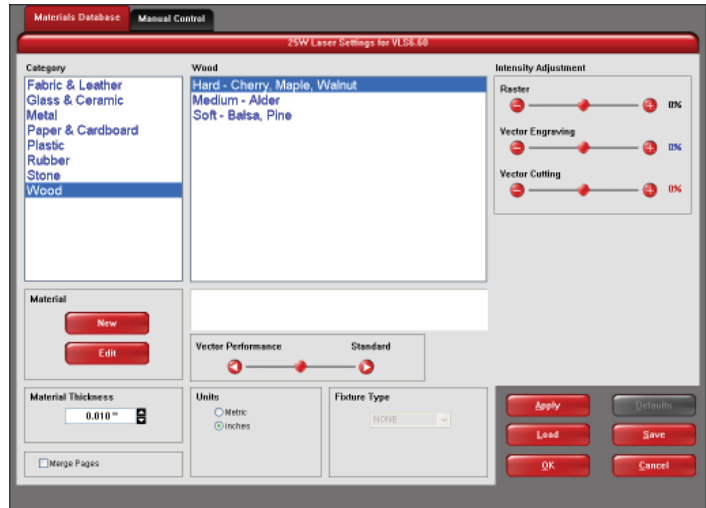 Materials Database
Manual Control
25W Laser Settings for VLS6.60
Category
Fabric & Leather
Glass & Ceramic
Metal
Paper & Cardboard
Plastic
Rubber
Stone
Wood
Wood
Hard - Cherry, Maple, Walnut
Medium - Alder
Soft - Balsa, Pine
Intensity Adjustment
Raster
0%
Vector Engraving
0%
Vector Cutting
0%
Material
New
Edit
Vector Performance Standard
Material Thickness
0.010 "
Merge Pages
Units
Metric
inches
Fixture Type
NONE
Apply
Defaults
Load
Save
OK
Cancel